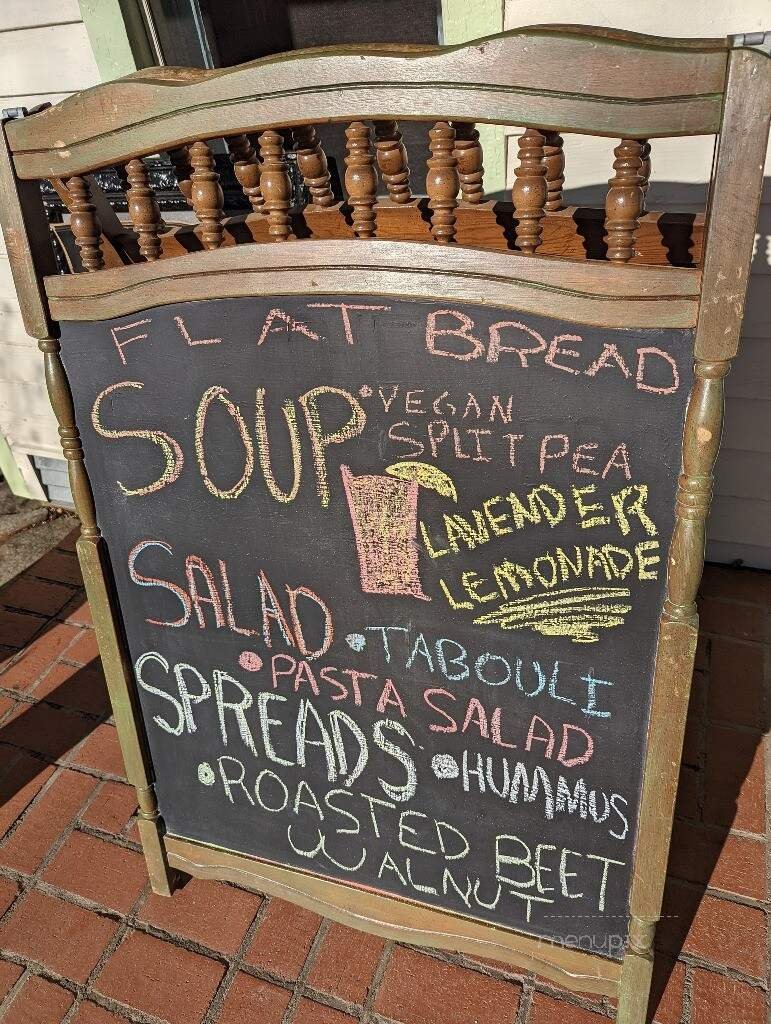 FLAT BREAD
SOUP • VEGAN
SPLIT PEA
LAVENDER
LEMONADE
SALAD • TABOULI
• PASTA SALAD
SPREADS • HUMMUS
• ROASTED BEET
WALNUT
menupix